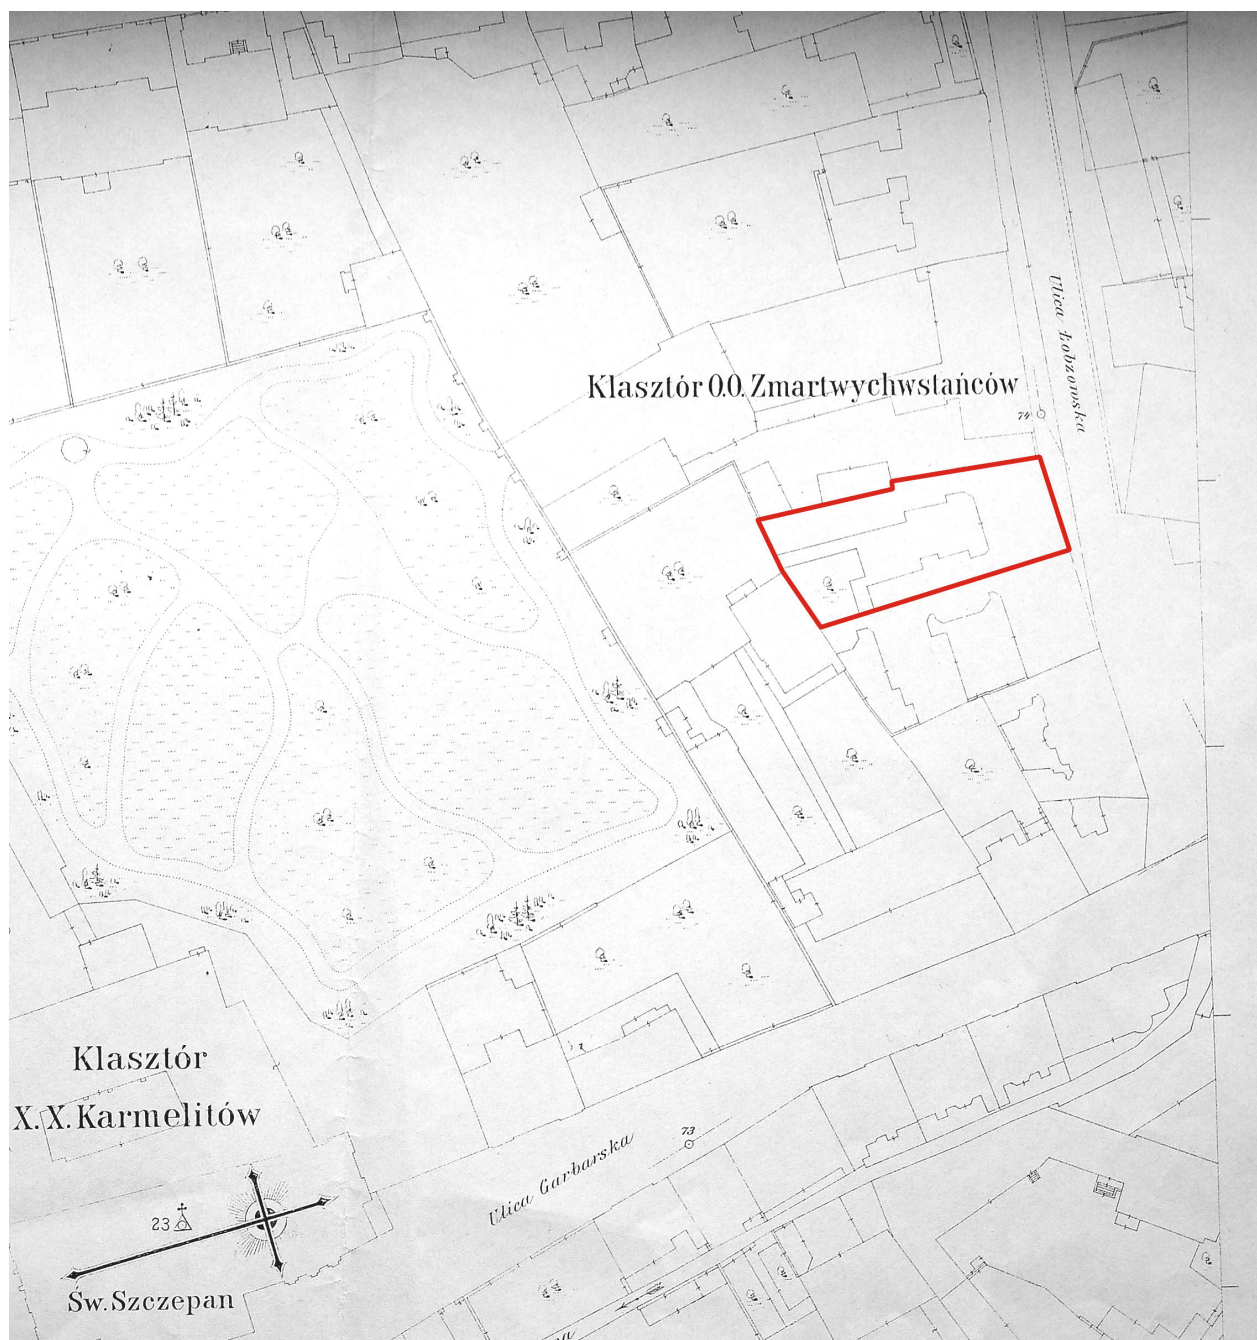 Ulica Łobzowska
Klasztór O.O. Zmartwychwstańców
74
Klasztór
X.X. Karmelitów
73
Ulica Garbarska
23
Św. Szczepan